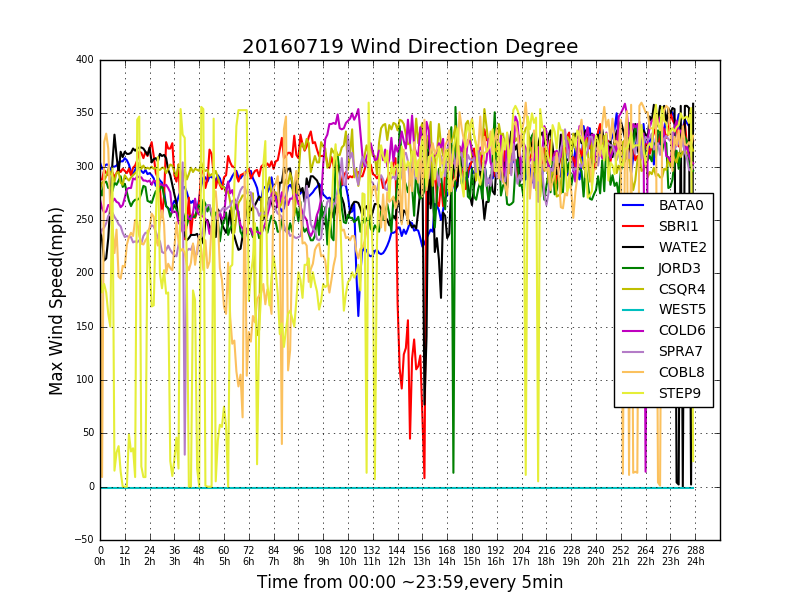 20160719 Wind Direction Degree
400
350
300
250
200
150
100
50
0
−50
Max Wind Speed(mph)
BATA0
SBRI1
WATE2
JORD3
CSQR4
WEST5
COLD6
SPRA7
COBL8
STEP9
0 12 24 36 48 60 72 84 96 108 120 132 144 156 168 180 192 204 216 228 240 252 264 276 288
0h 1h 2h 3h 4h 5h 6h 7h 8h 9h 10h 11h 12h 13h 14h 15h 16h 17h 18h 19h 20h 21h 22h 23h 24h
Time from 00:00 ~23:59,every 5min